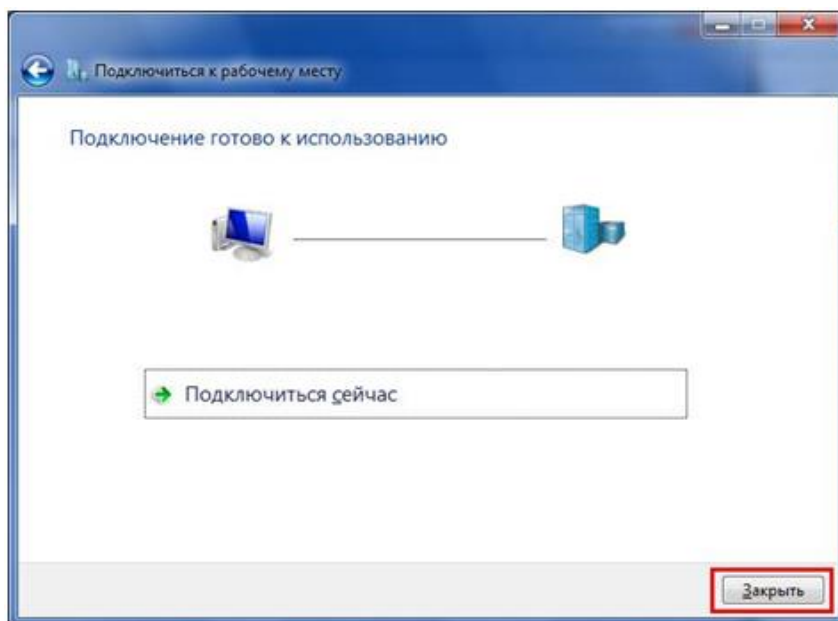 Подключиться к рабочему месту
Подключение готово к использованию
Подключиться сейчас
Закрыть